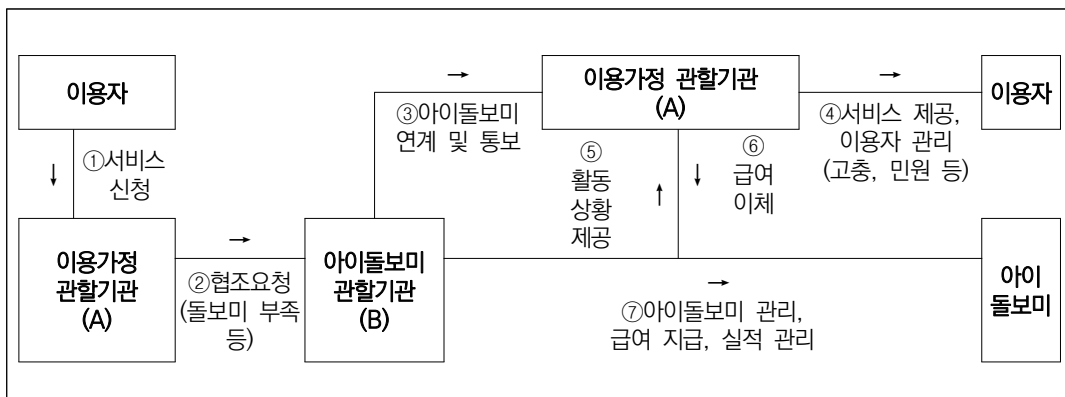 이용자
→
①서비스
신청
↓
이용가정
관할기관
(A)
→
②협조요청
(돌보미 부족
등)
아이돌보미
관할기관
(B)
→
③아이돌보미
연계 및 통보
이용가정 관할기관
(A)
→
④서비스 제공,
이용자 관리
(고충, 민원 등)
이용자
⑤
활동
상황
제공
↑
↓
⑥
급여
이체
→
⑦아이돌보미 관리,
급여 지급, 실적 관리
아이
돌보미